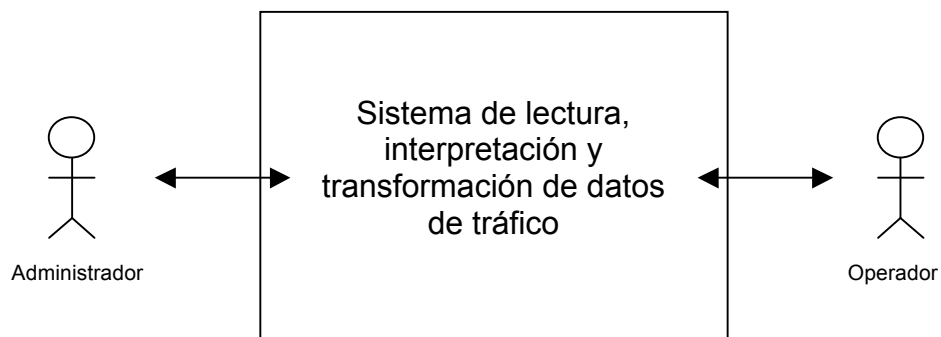 Sistema de lectura,
interpretación y
transformación de datos
de tráfico
Administrador
Operador